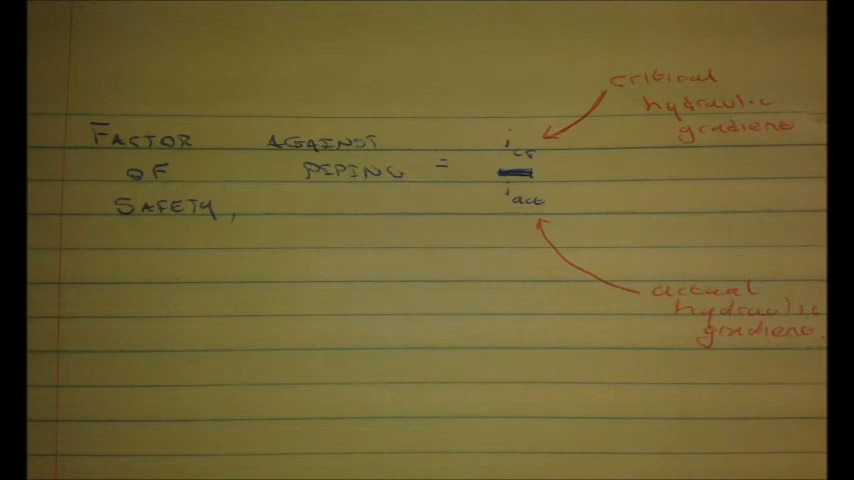 FACTOR AGAINST
OF PIPING = icr
SAFETY, iact
critical
hydraulic
gradient
actual
hydraulic
gradient.